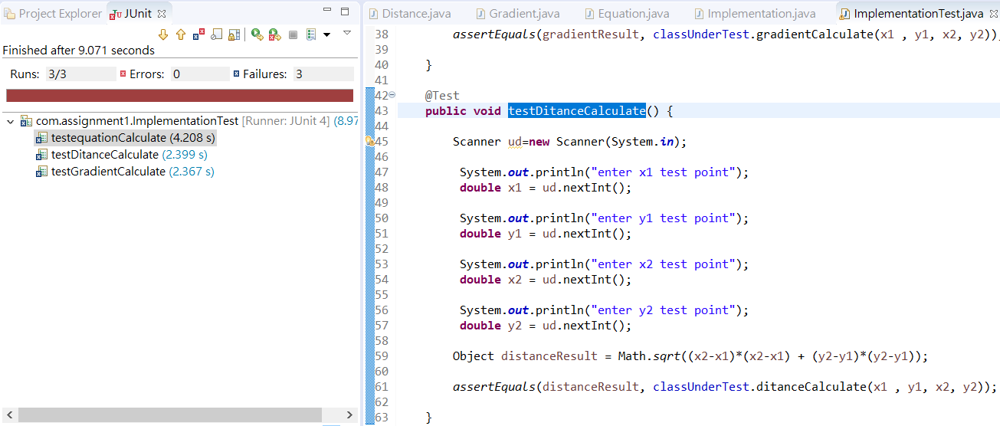 Project Explorer JUnit
Finished after 9.071 seconds
Runs: 3/3 Errors: 0 Failures: 3
com.assignment1.ImplementationTest [Runner: JUnit 4] (8.97
testequationCalculate (4.208 s)
testDitanceCalculate (2.399 s)
testGradientCalculate (2.367 s)
Distance.java Gradient.java Equation.java Implementation.java ImplementationTest.java
38 assertEquals(gradientResult, classUnderTest.gradientCalculate(x1 , y1, x2, y2));
39
40 }
41
42 @Test
43 public void testDitanceCalculate() {
44
45 Scanner ud=new Scanner(System.in);
46
47 System.out.println("enter x1 test point");
48 double x1 = ud.nextInt();
49
50 System.out.println("enter y1 test point");
51 double y1 = ud.nextInt();
52
53 System.out.println("enter x2 test point");
54 double x2 = ud.nextInt();
55
56 System.out.println("enter y2 test point");
57 double y2 = ud.nextInt();
58
59 Object distanceResult = Math.sqrt((x2-x1)*(x2-x1) + (y2-y1)*(y2-y1));
60
61 assertEquals(distanceResult, classUnderTest.ditanceCalculate(x1 , y1, x2, y2));
62
63 }